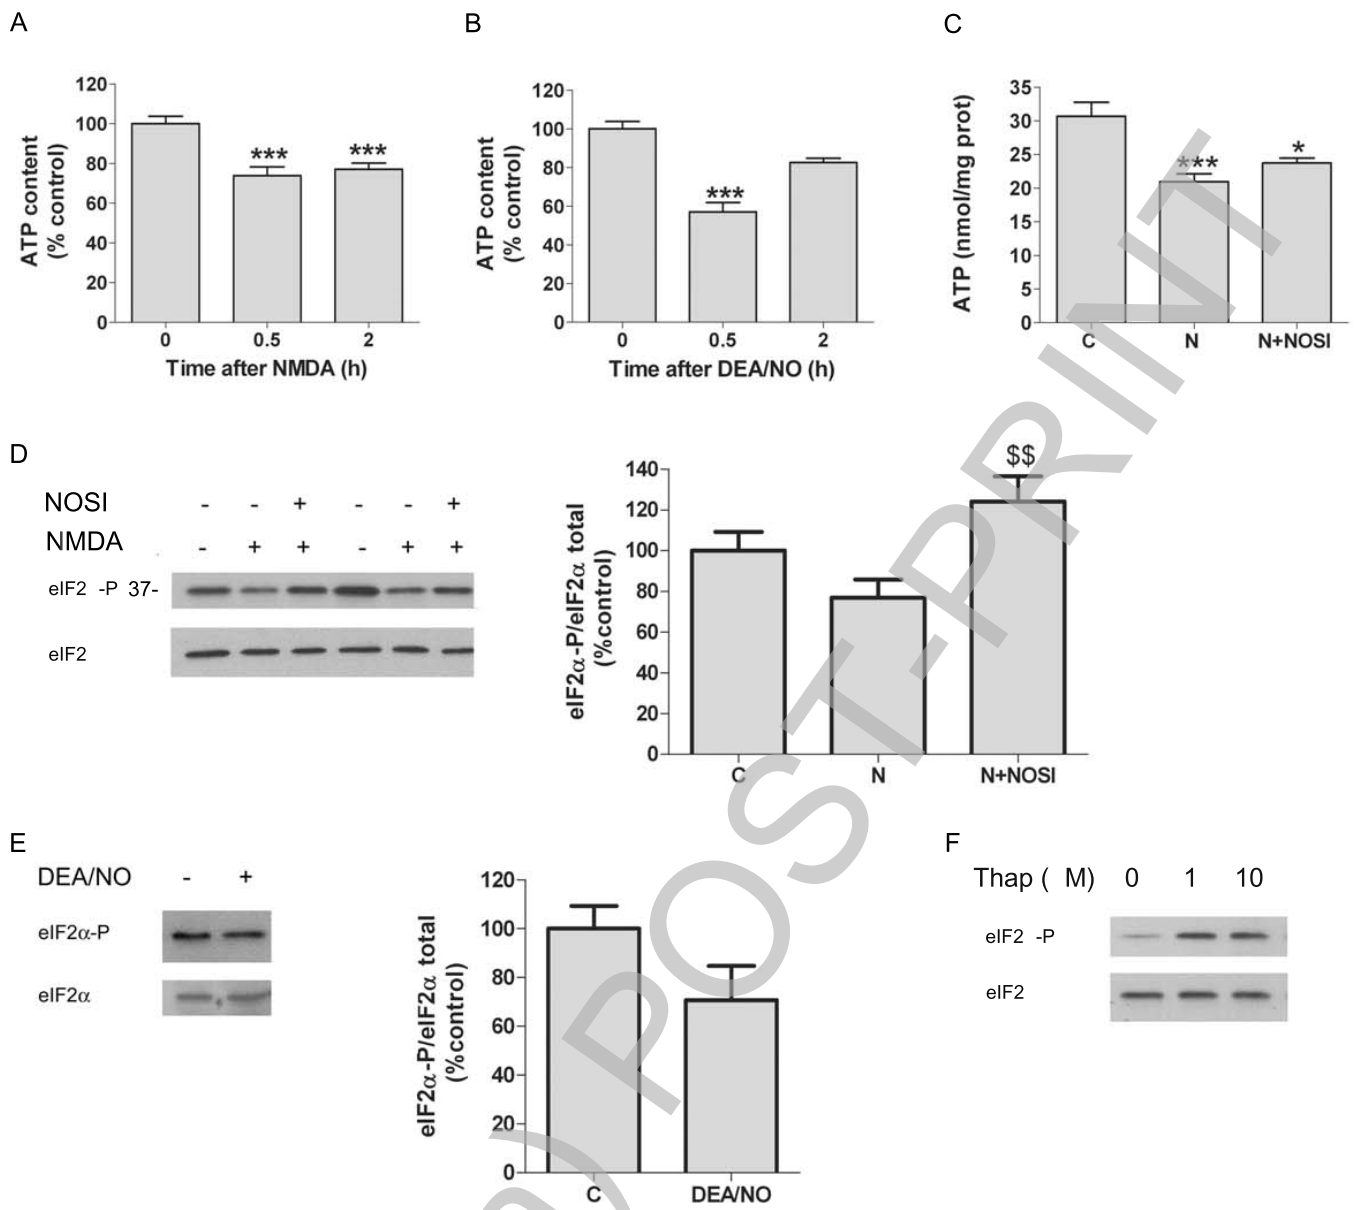 A
B
C
120
100
80
60
40
20
0
ATP content
(% control)
***
***
0
0.5
2
Time after NMDA (h)
120
100
80
60
40
20
0
ATP content
(% control)
***
0
0.5
2
Time after DEA/NO (h)
35
30
25
20
15
10
5
0
ATP (nmol/mg prot)
***
*
C
N
N+NOSI
D
NOSI - - + - - +
NMDA - + + - + +
eIF2 -P 37-
eIF2
140
120
100
80
60
40
20
0
eIF2α-P/eIF2α total
(%control)
$$
C
N
N+NOSI
E
DEA/NO - +
eIF2α-P
eIF2α
120
100
80
60
40
20
0
eIF2α-P/eIF2α total
(%control)
C
DEA/NO
F
Thap ( M) 0 1 10
eIF2 -P
eIF2
) POST-PRINT